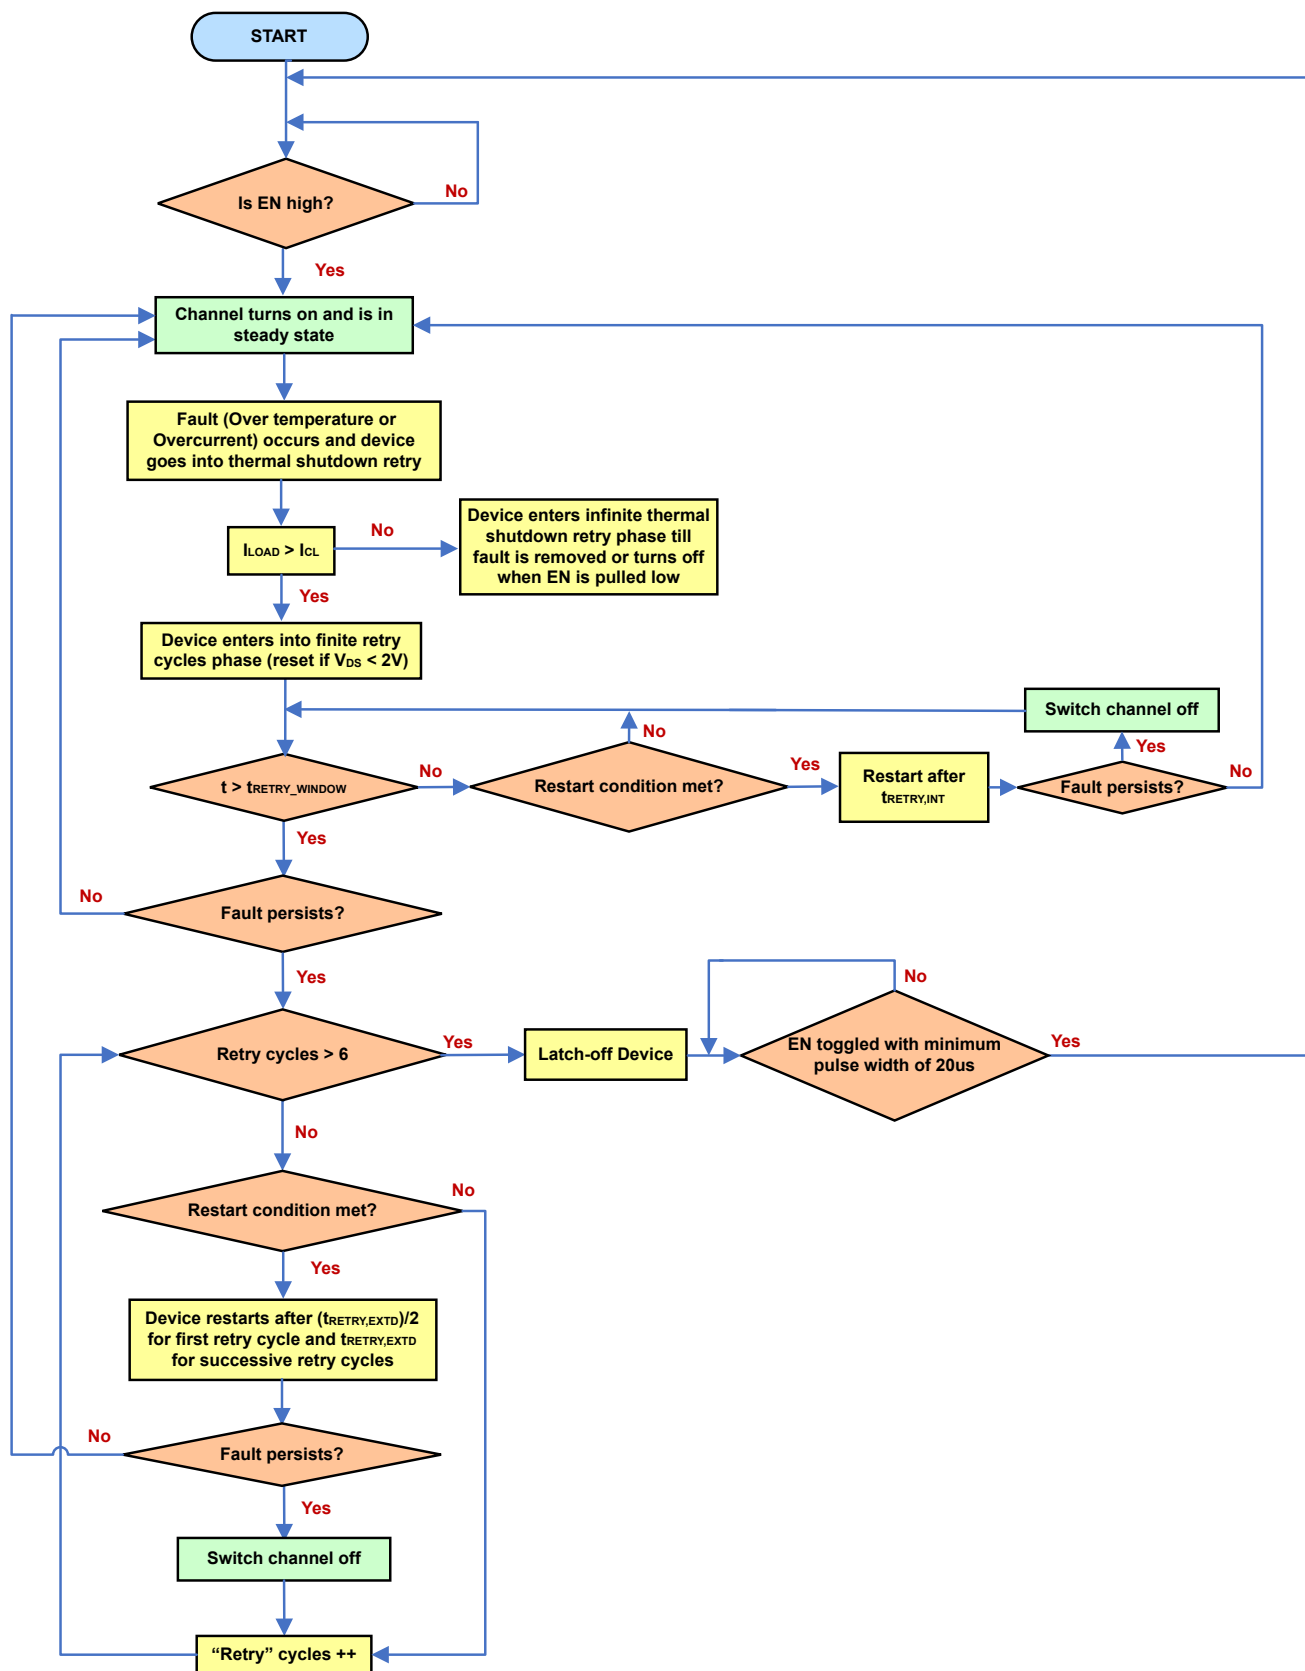 START
Is EN high?
No
Yes
Channel turns on and is in
steady state
Fault (Over temperature or
Overcurrent) occurs and device
goes into thermal shutdown retry
ILOAD > ICL
No
Device enters infinite thermal
shutdown retry phase till
fault is removed or turns off
when EN is pulled low
Yes
Device enters into finite retry
cycles phase (reset if VDS < 2V)
Switch channel off
No
Yes
t > tRETRY_WINDOW
No
Restart condition met?
Yes
Restart after
tRETRY,INT
Fault persists?
No
Yes
No
Fault persists?
Yes
No
Retry cycles > 6
Yes
Latch-off Device
EN toggled with minimum
pulse width of 20us
Yes
No
Restart condition met?
No
Yes
Device restarts after (tRETRY,EXTD)/2
for first retry cycle and tRETRY,EXTD
for successive retry cycles
No
Fault persists?
Yes
Switch channel off
“Retry” cycles ++